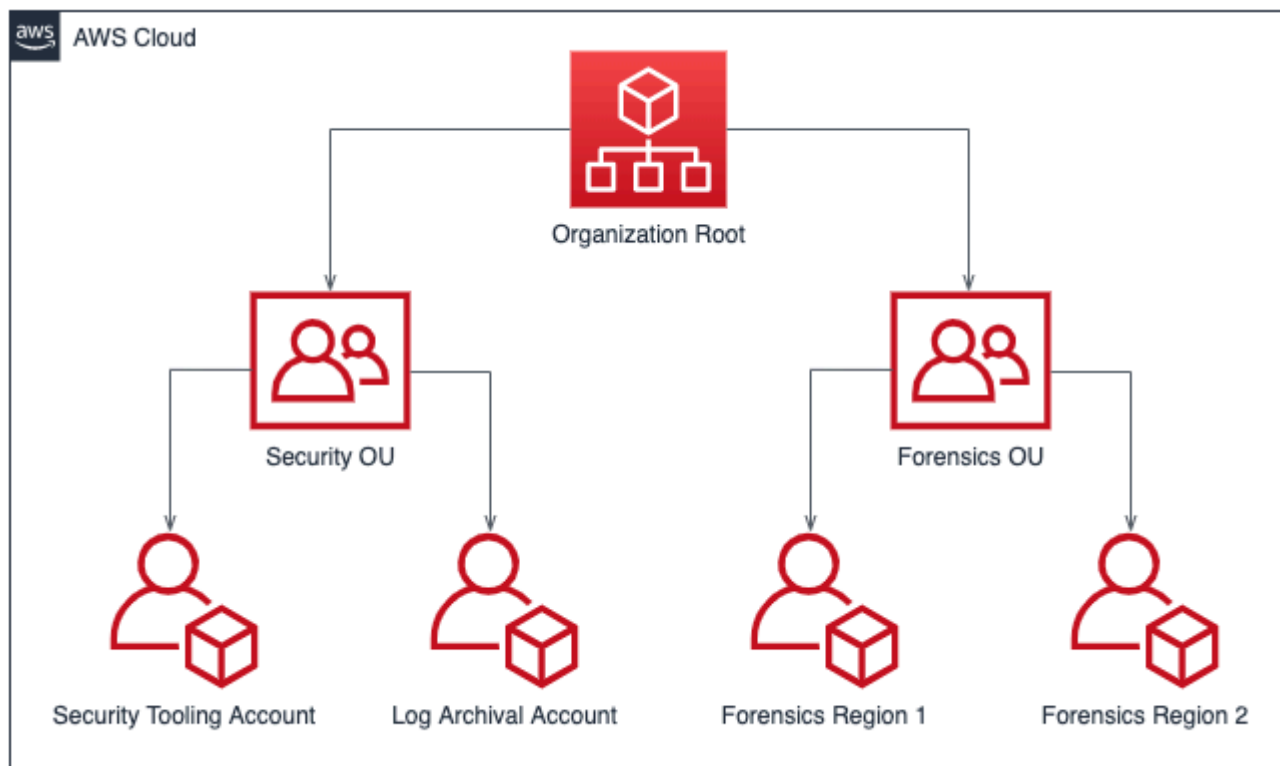 aws
AWS Cloud
Organization Root
Security OU
Forensics OU
Security Tooling Account
Log Archival Account
Forensics Region 1
Forensics Region 2